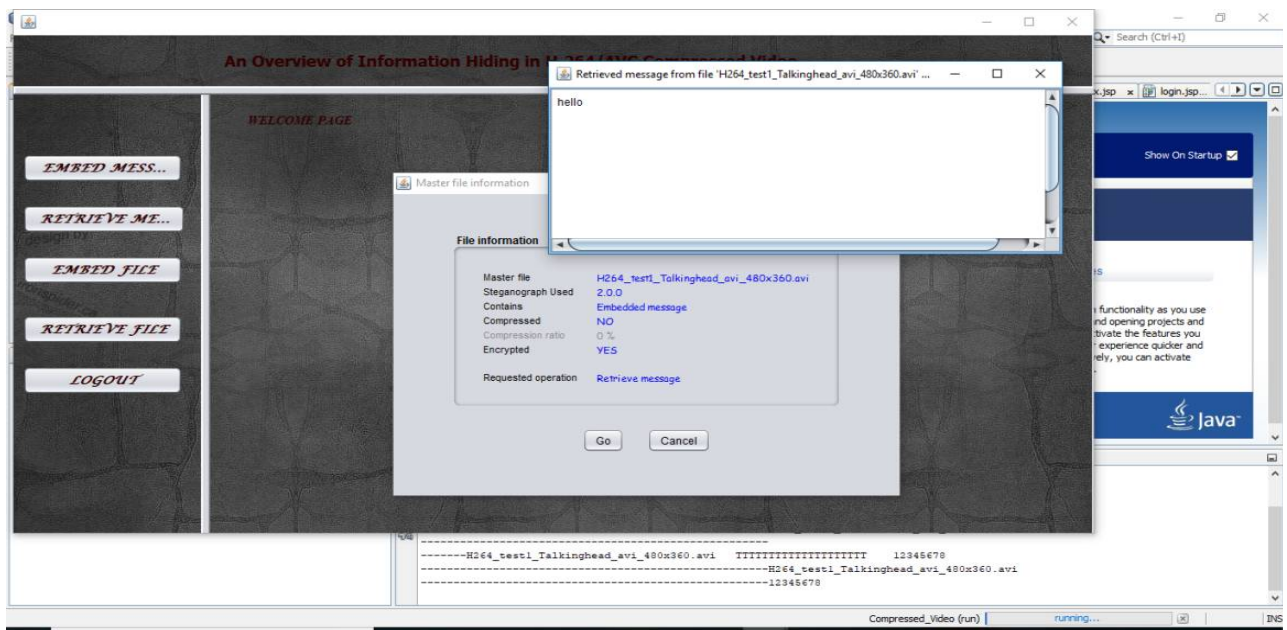 Search (Ctrl+I)
An Overview of Information Hiding in H.264/AVC Compressed Video
Retrieved message from file 'H264_test1_Talkinghead_avi_480x360.avi' ...
hello
x.jsp
login.jsp...
WELCOME PAGE
Show On Startup
EMBED MESS...
RETRIEVE ME...
design by
EMBED FILE
RETRIEVE FILE
LOGOUT
Master file information
File information
Master file H264_test1_Talkinghead_avi_480x360.avi
Steganograph Used 2.0.0
Contains Embedded message
Compressed NO
Compression ratio 0 %
Encrypted YES
Requested operation Retrieve message
Go Cancel
es
n functionality as you use
nd opening projects and
tivate the features you
experience quicker and
ely, you can activate
Java
-------H264_test1_Talkinghead_avi_480x360.avi TTTTTTTTTTTTTTTTTTTT 12345678
-----------------------------------------------------H264_test1_Talkinghead_avi_480x360.avi
-----------------------------------------------------12345678
Compressed_Video (run) running... INS